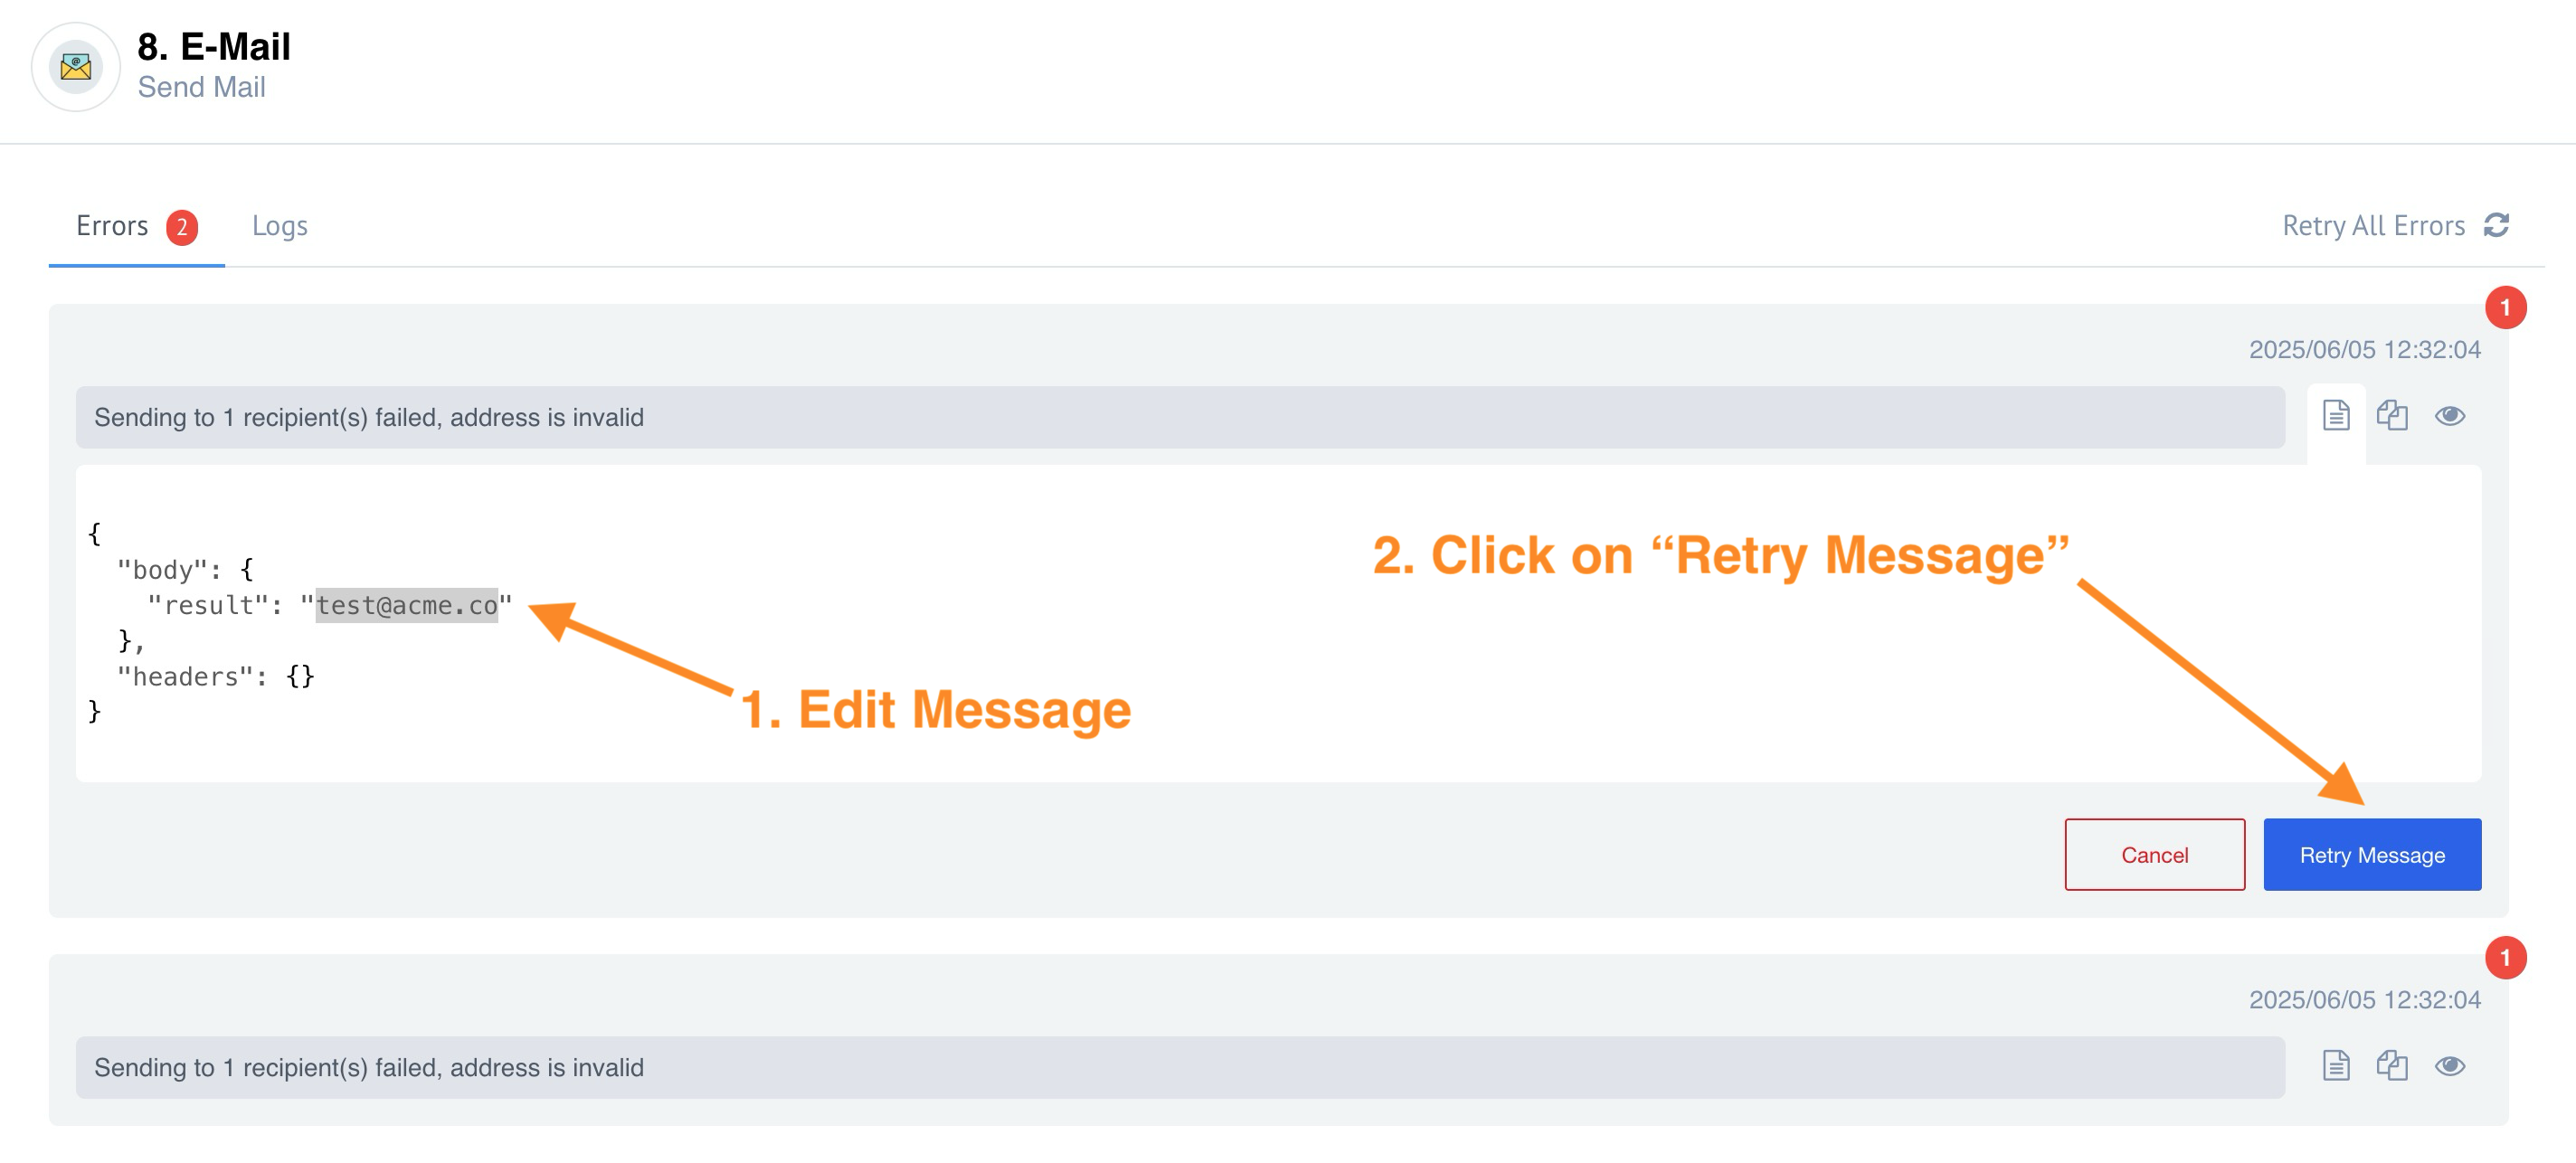 8. E-Mail
Send Mail
Errors 2 Logs Retry All Errors
1
2025/06/05 12:32:04
Sending to 1 recipient(s) failed, address is invalid
{
"body": {
"result": "test@acme.co"
},
"headers": {}
}
2. Click on “Retry Message”
1. Edit Message
Cancel Retry Message
1
2025/06/05 12:32:04
Sending to 1 recipient(s) failed, address is invalid